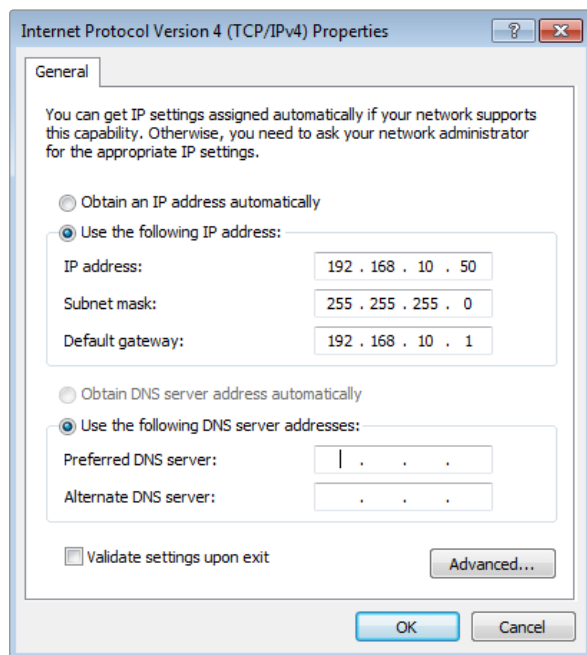 Internet Protocol Version 4 (TCP/IPv4) Properties
General
You can get IP settings assigned automatically if your network supports
this capability. Otherwise, you need to ask your network administrator
for the appropriate IP settings.
Obtain an IP address automatically
Use the following IP address:
IP address: 192 . 168 . 10 . 50
Subnet mask: 255 . 255 . 255 . 0
Default gateway: 192 . 168 . 10 . 1
Obtain DNS server address automatically
Use the following DNS server addresses:
Preferred DNS server: . . .
Alternate DNS server: . . .
Validate settings upon exit
Advanced...
OK Cancel